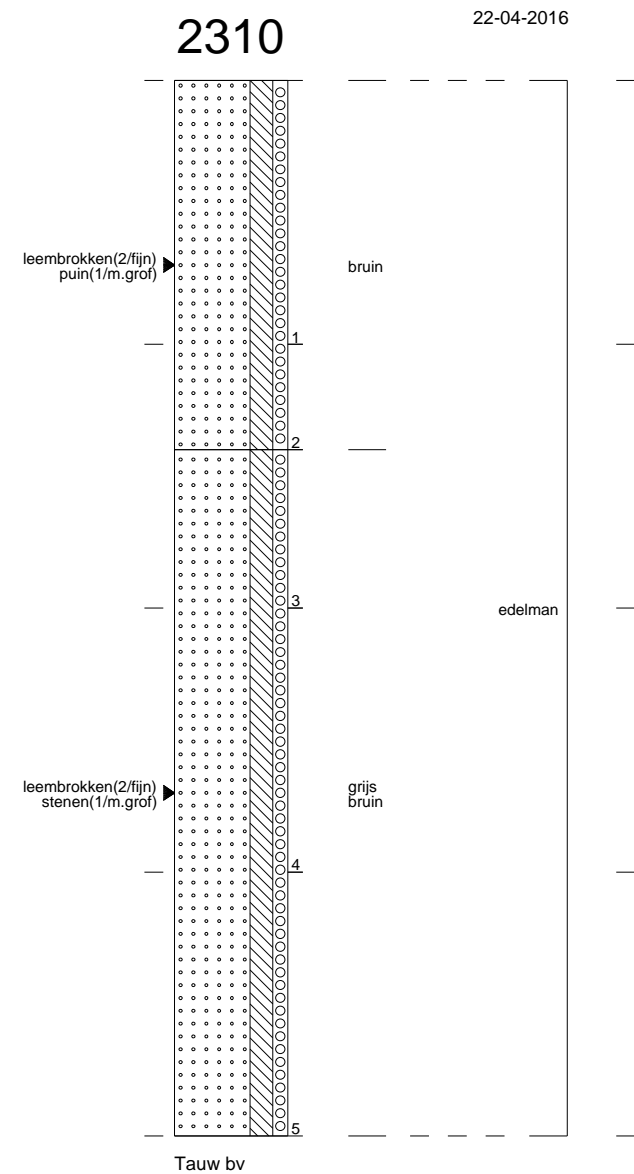 22-04-2016
2310
leembrokken(2/fijn)
puin(1/m.grof)
bruin
1
2
3
edelman
leembrokken(2/fijn)
stenen(1/m.grof)
grijs
bruin
4
5
Tauw bv